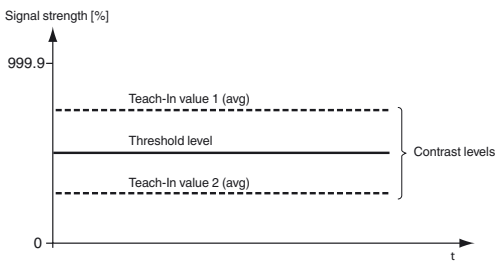 Signal strength [%]
999.9
Teach-In value 1 (avg)
Threshold level
Contrast levels
Teach-In value 2 (avg)
0
t